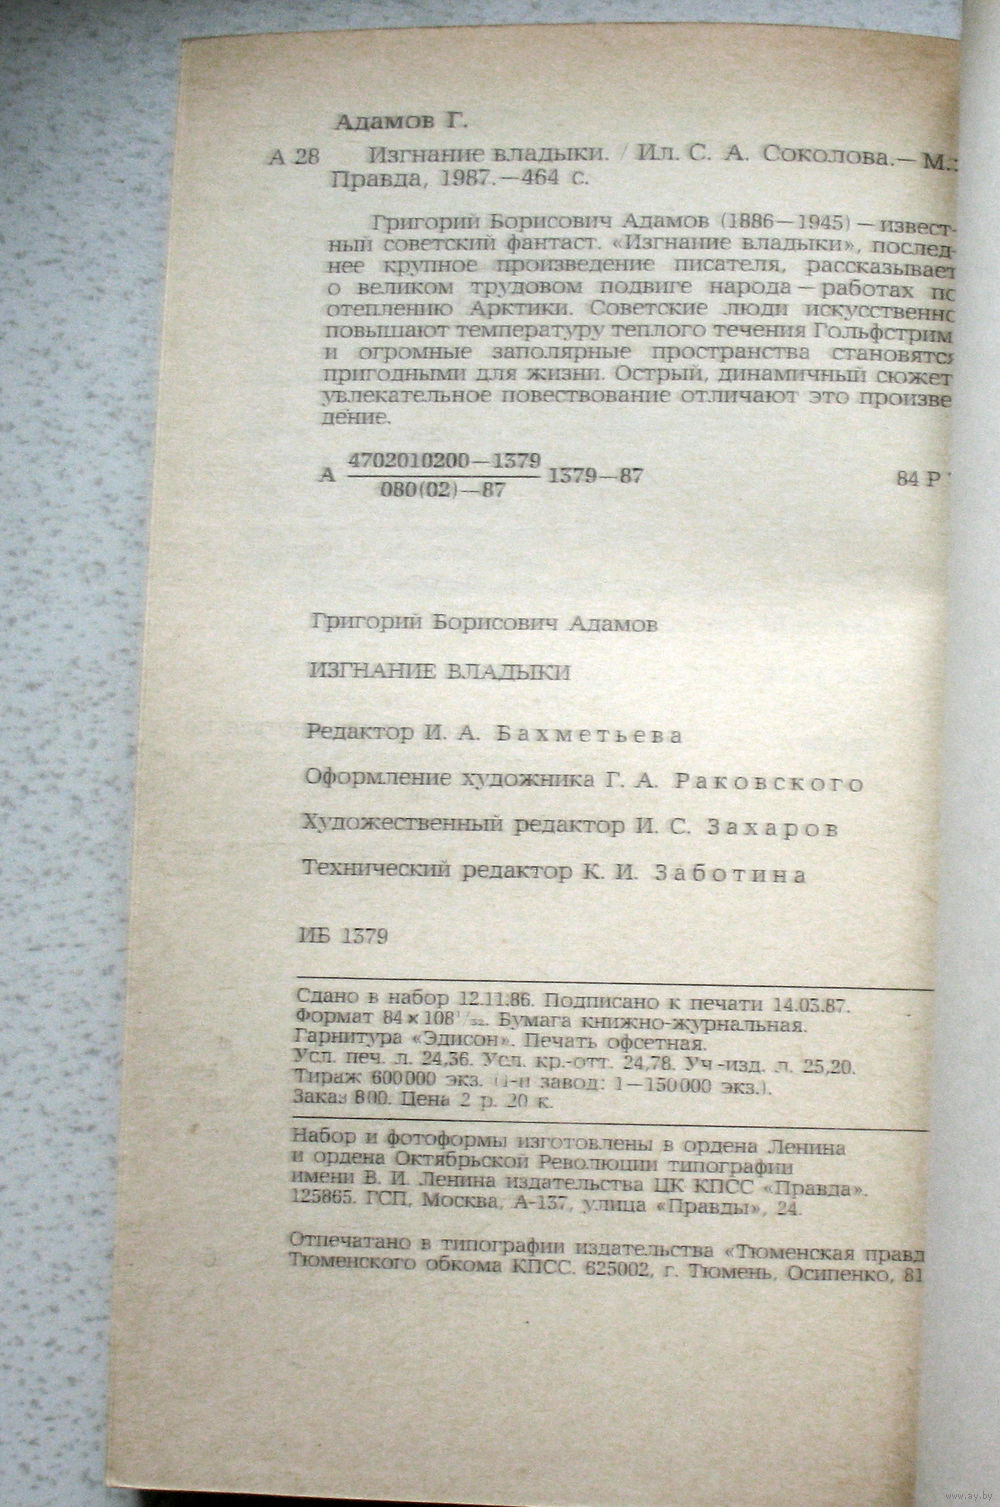 Адамов Г.
А 28 Изгнание владыки. / Ил. С. А. Соколова.— М.:
Правда, 1987.—464 с.
Григорий Борисович Адамов (1886—1945) — извест-
ный советский фантаст. «Изгнание владыки», послед-
нее крупное произведение писателя, рассказывает
о великом трудовом подвиге народа — работах по
отеплению Арктики. Советские люди искусственно
повышают температуру теплого течения Гольфстрим
и огромные заполярные пространства становятся
пригодными для жизни. Острый, динамичный сюжет
увлекательное повествование отличают это произве
дение.
4702010200—1379
А 1379—87
080(02)—87
84 Р
Григорий Борисович Адамов
ИЗГНАНИЕ ВЛАДЫКИ
Редактор И. А. Бахметьева
Оформление художника Г. А. Раковского
Художественный редактор И. С. Захаров
Технический редактор К. И. Заботина
ИБ 1379
Сдано в набор 12.11.86. Подписано к печати 14.03.87.
Формат 84×108 1/32. Бумага книжно-журнальная.
Гарнитура «Эдисон». Печать офсетная.
Усл. печ. л. 24,36. Усл. кр.-отт. 24,78. Уч-изд. л. 25,20.
Тираж 600000 экз. (1-й завод: 1—150000 экз.).
Заказ 800. Цена 2 р. 20 к.
Набор и фотоформы изготовлены в ордена Ленина
и ордена Октябрьской Революции типографии
имени В. И. Ленина издательства ЦК КПСС «Правда».
125865. ГСП, Москва, А-137, улица «Правды», 24.
Отпечатано в типографии издательства «Тюменская правд
Тюменского обкома КПСС. 625002, г. Тюмень, Осипенко, 81
www.ay.by